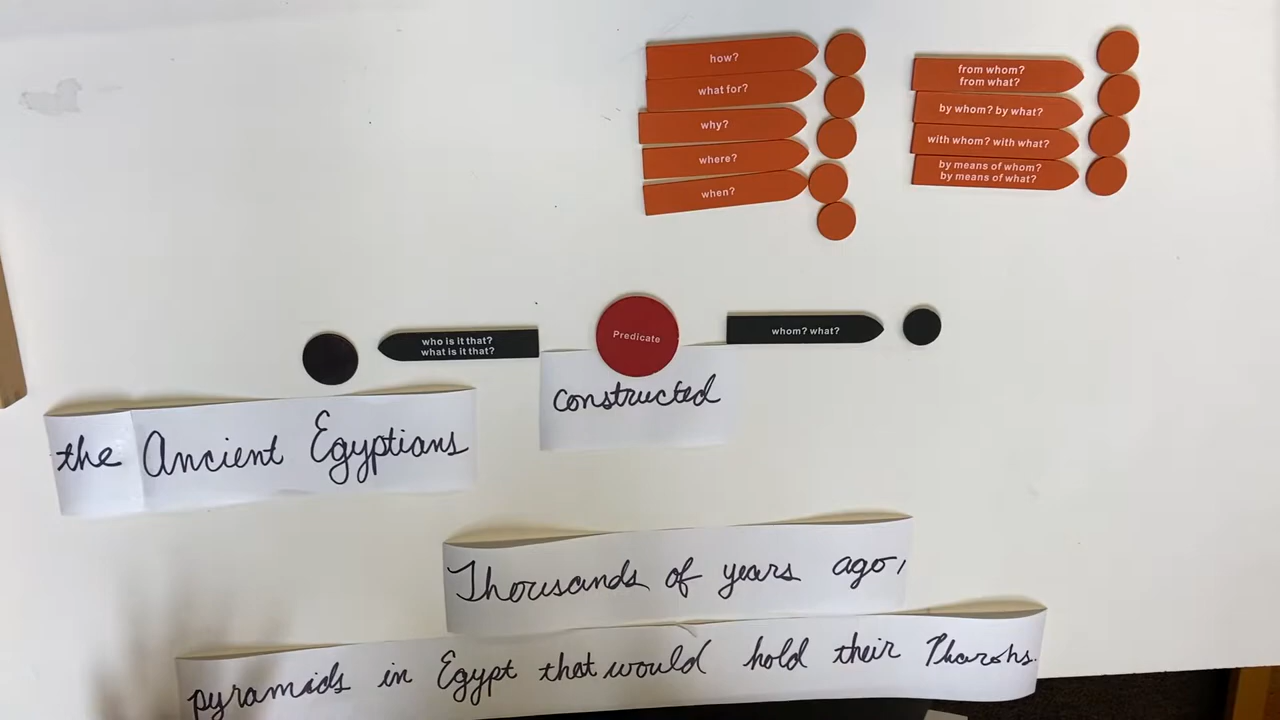 how?
what for?
why?
where?
when?
from whom?
from what?
by whom? by what?
with whom? with what?
by means of whom?
by means of what?
who is it that?
what is it that?
Predicate
whom? what?
constructed
the Ancient Egyptians
Thousands of years ago,
pyramids in Egypt that would hold their Pharohs.